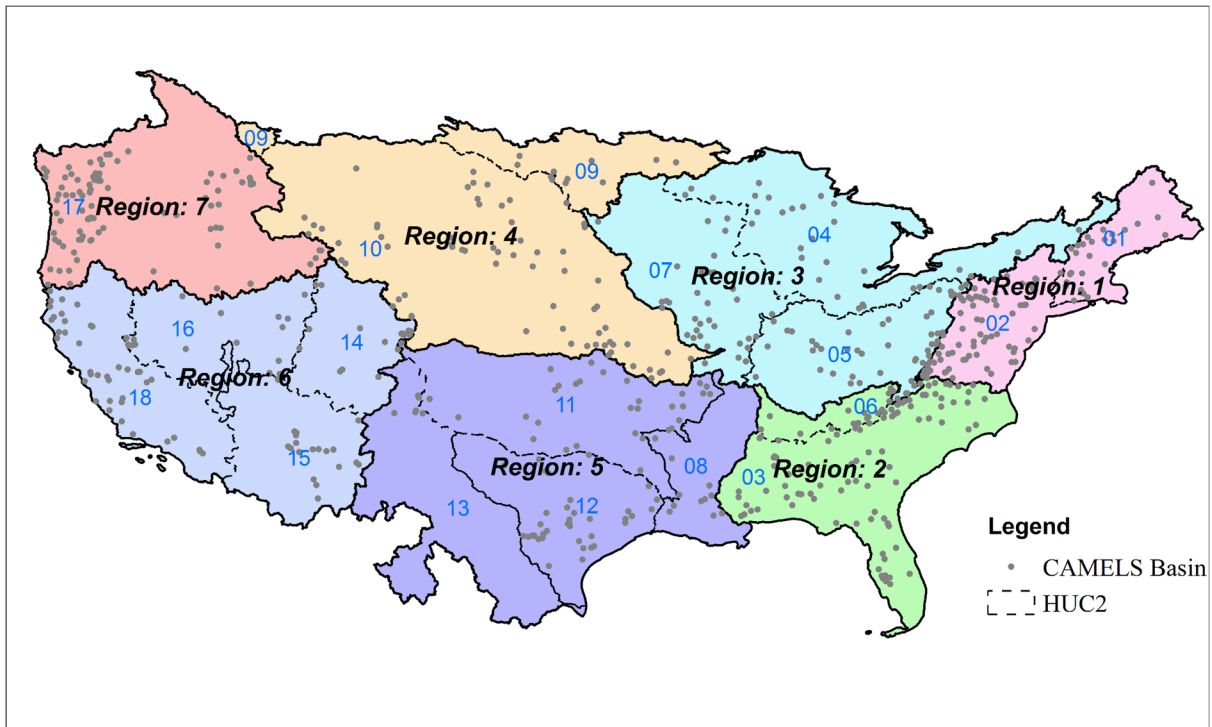 09
09
17
Region: 7
10
Region: 4
04
01
07
Region: 3
Region: 1
16
14
02
05
Region: 6
18
11
06
15
Region: 5
08
03
Region: 2
13
12
Legend
CAMELS Basin
HUC2